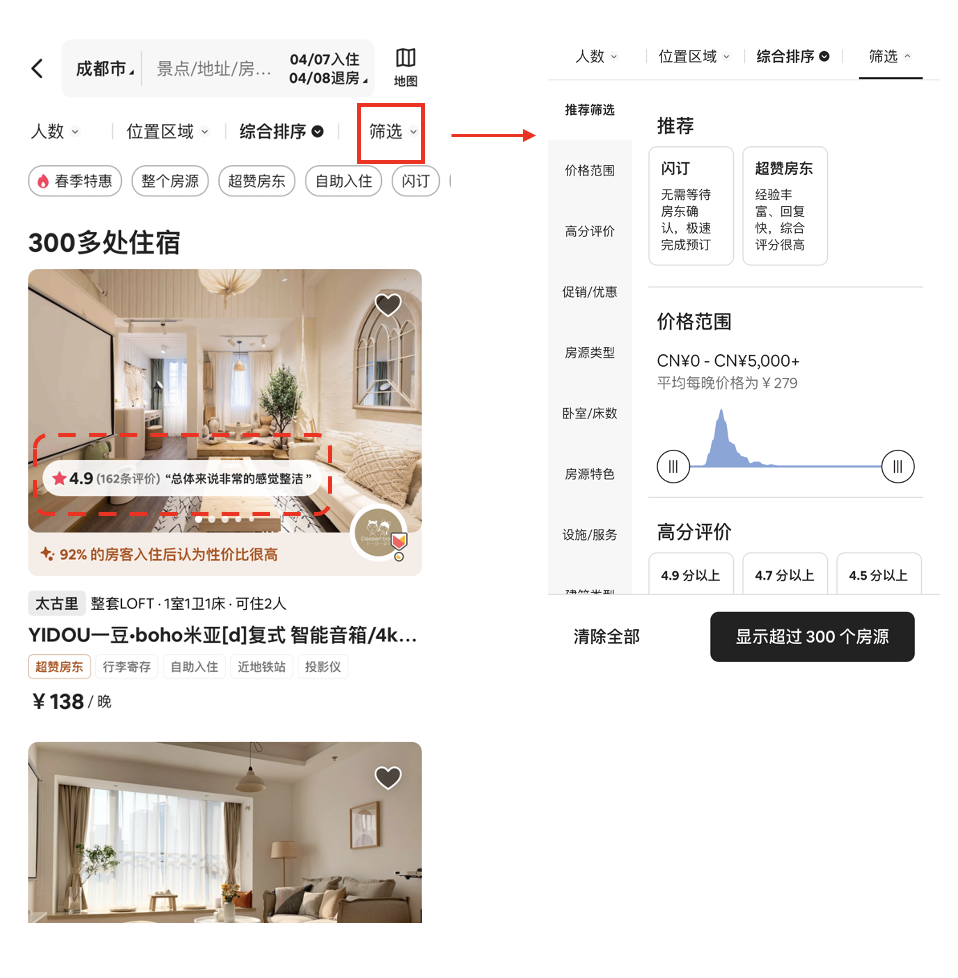 成都市
景点/地址/房...
04/07入住
04/08退房
地图
人数
位置区域
综合排序
筛选
春季特惠
整个房源
超赞房东
自助入住
闪订
300多处住宿
4.9 (162条评价) “总体来说非常的感觉整洁”
92% 的房客入住后认为性价比很高
太古里 整套LOFT · 1室1卫1床 · 可住2人
YIDOU一豆·boho米亚[d]复式 智能音箱/4k...
超赞房东 行李寄存 自助入住 近地铁站 投影仪
¥138 / 晚
人数
位置区域
综合排序
筛选
推荐筛选
价格范围
高分评价
促销/优惠
房源类型
卧室/床数
房源特色
设施/服务
建筑类型
推荐
闪订
无需等待
房东确
认，极速
完成预订
超赞房东
经验丰
富、回复
快，综合
评分很高
价格范围
CN¥0 - CN¥5,000+
平均每晚价格为 ¥ 279
高分评价
4.9 分以上
4.7 分以上
4.5 分以上
清除全部
显示超过 300 个房源